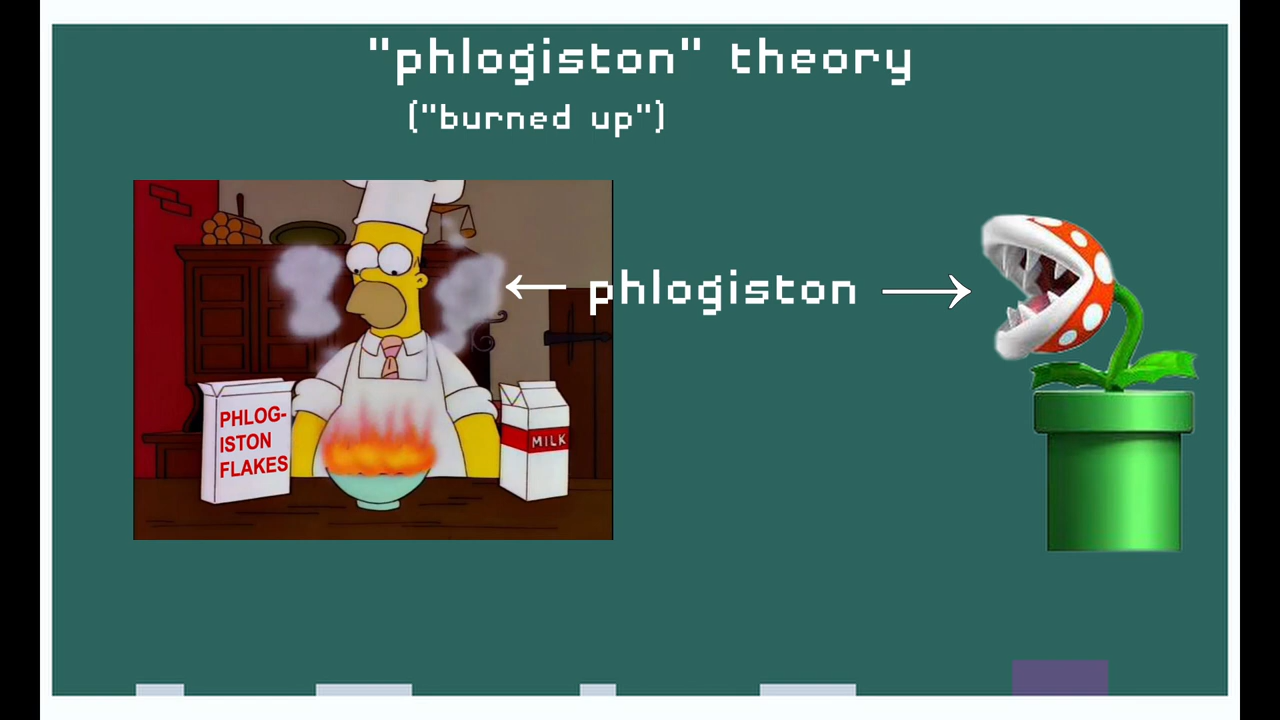 "phlogiston" theory
("burned up")
← phlogiston →
PHLOG-
ISTON
FLAKES
MILK